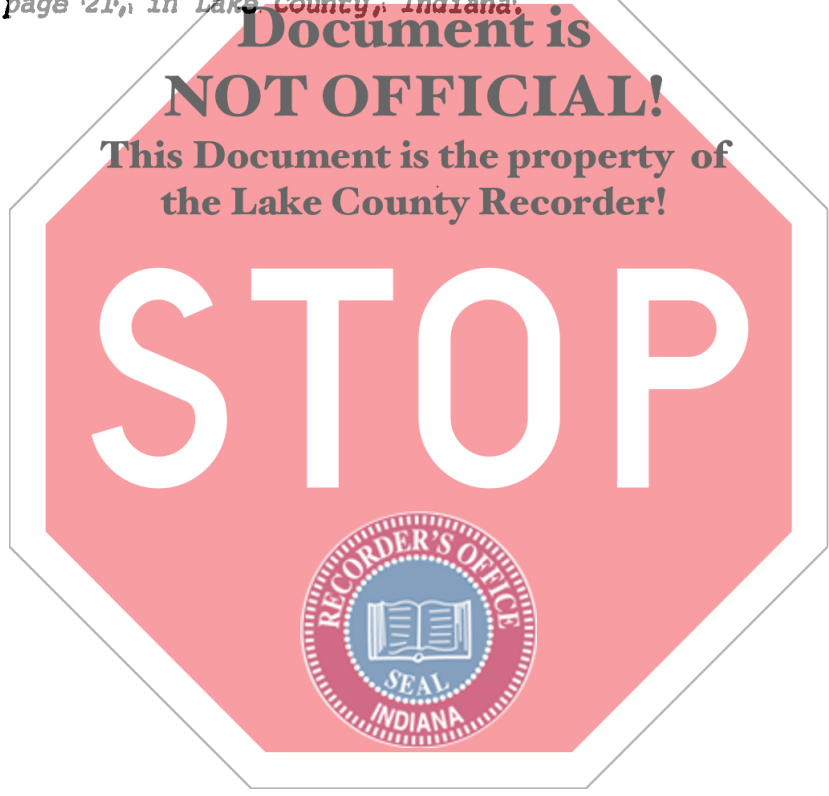 page 21, in Lake County, Indiana.
Document is
NOT OFFICIAL!
This Document is the property of
the Lake County Recorder!
STOP
RECORDER'S OFFICE
SEAL
INDIANA